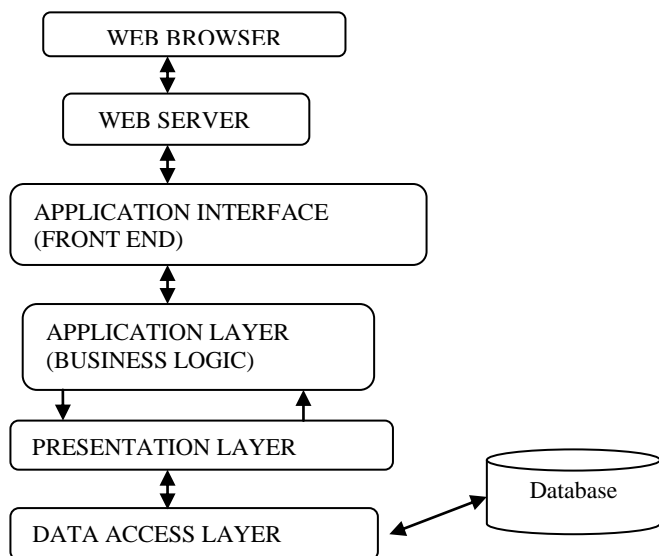 WEB BROWSER
WEB SERVER
APPLICATION INTERFACE
(FRONT END)
APPLICATION LAYER
(BUSINESS LOGIC)
PRESENTATION LAYER
Database
DATA ACCESS LAYER